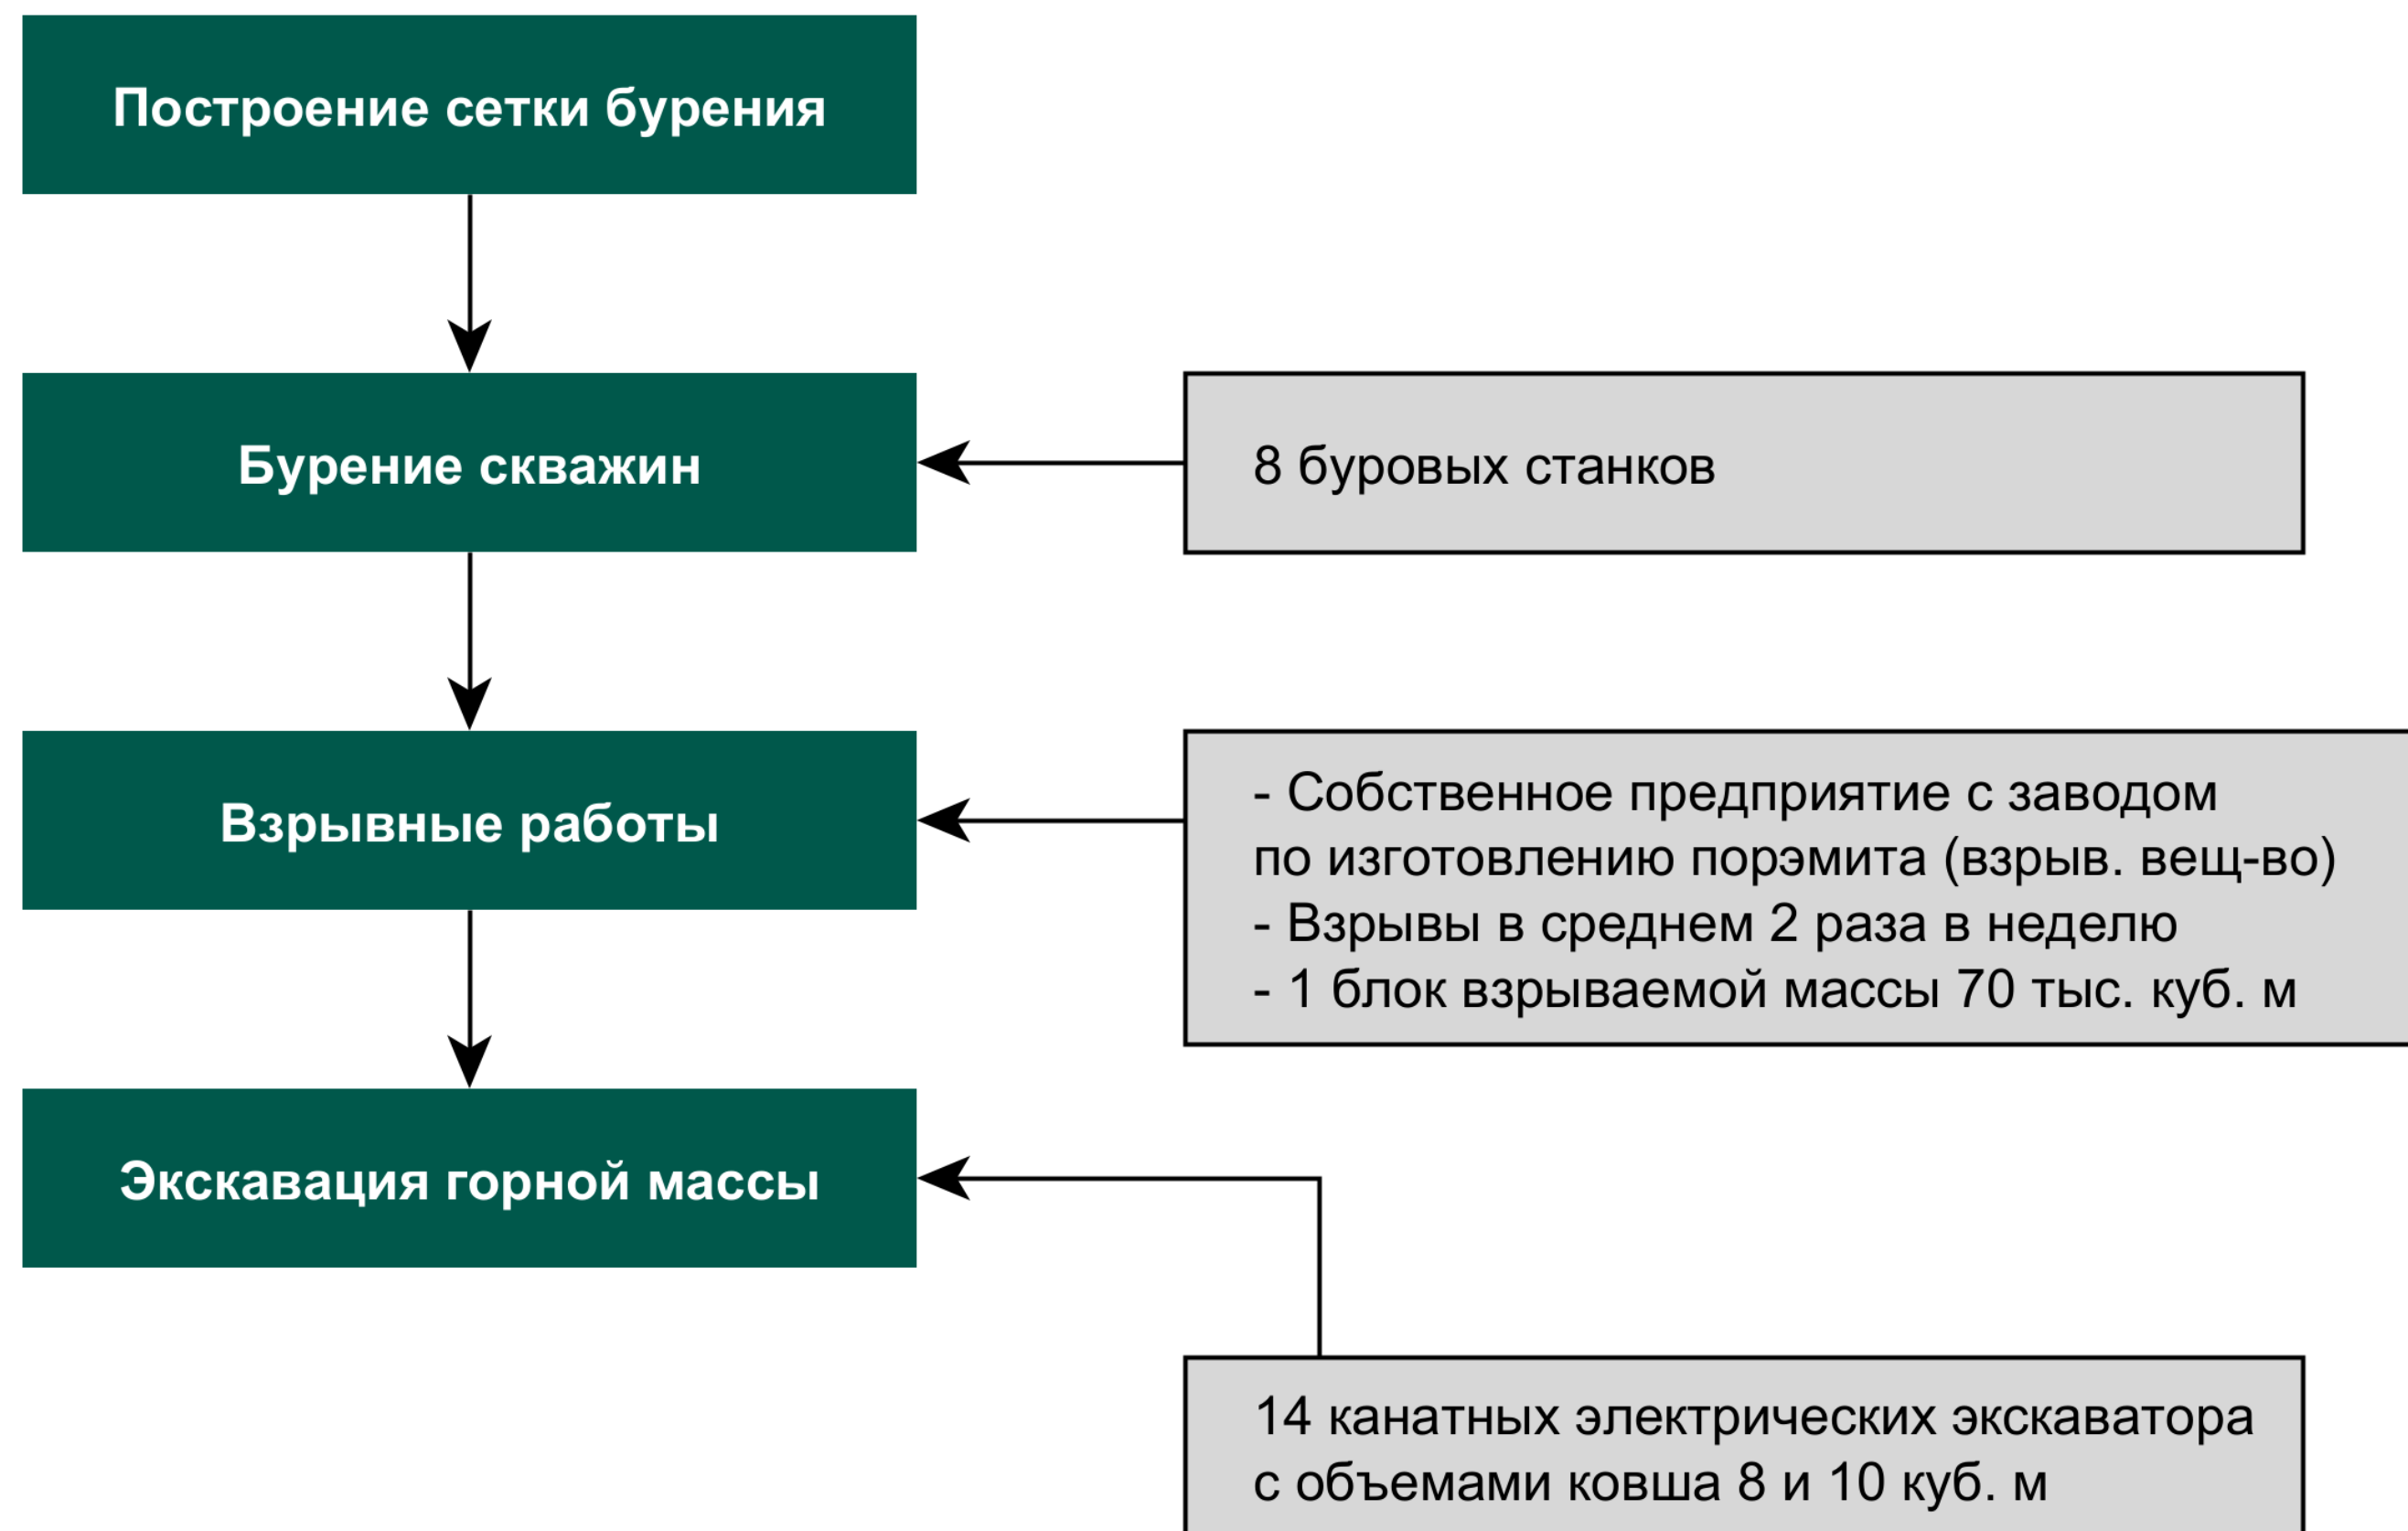 Построение сетки бурения
Бурение скважин
8 буровых станков
Взрывные работы
- Собственное предприятие с заводом
по изготовлению порэмита (взрыв. вещ-во)
- Взрывы в среднем 2 раза в неделю
- 1 блок взрываемой массы 70 тыс. куб. м
Экскавация горной массы
14 канатных электрических экскаватора
с объемами ковша 8 и 10 куб. м